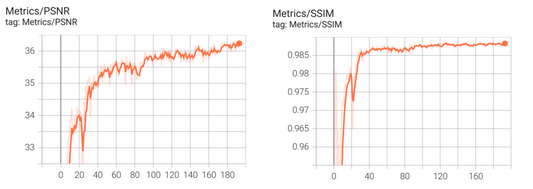 Metrics/PSNR
tag: Metrics/PSNR
36
35
34
33
0 20 40 60 80 100 120 140 160 180
Metrics/SSIM
tag: Metrics/SSIM
0.985
0.98
0.975
0.97
0.965
0.96
0 40 80 120 160